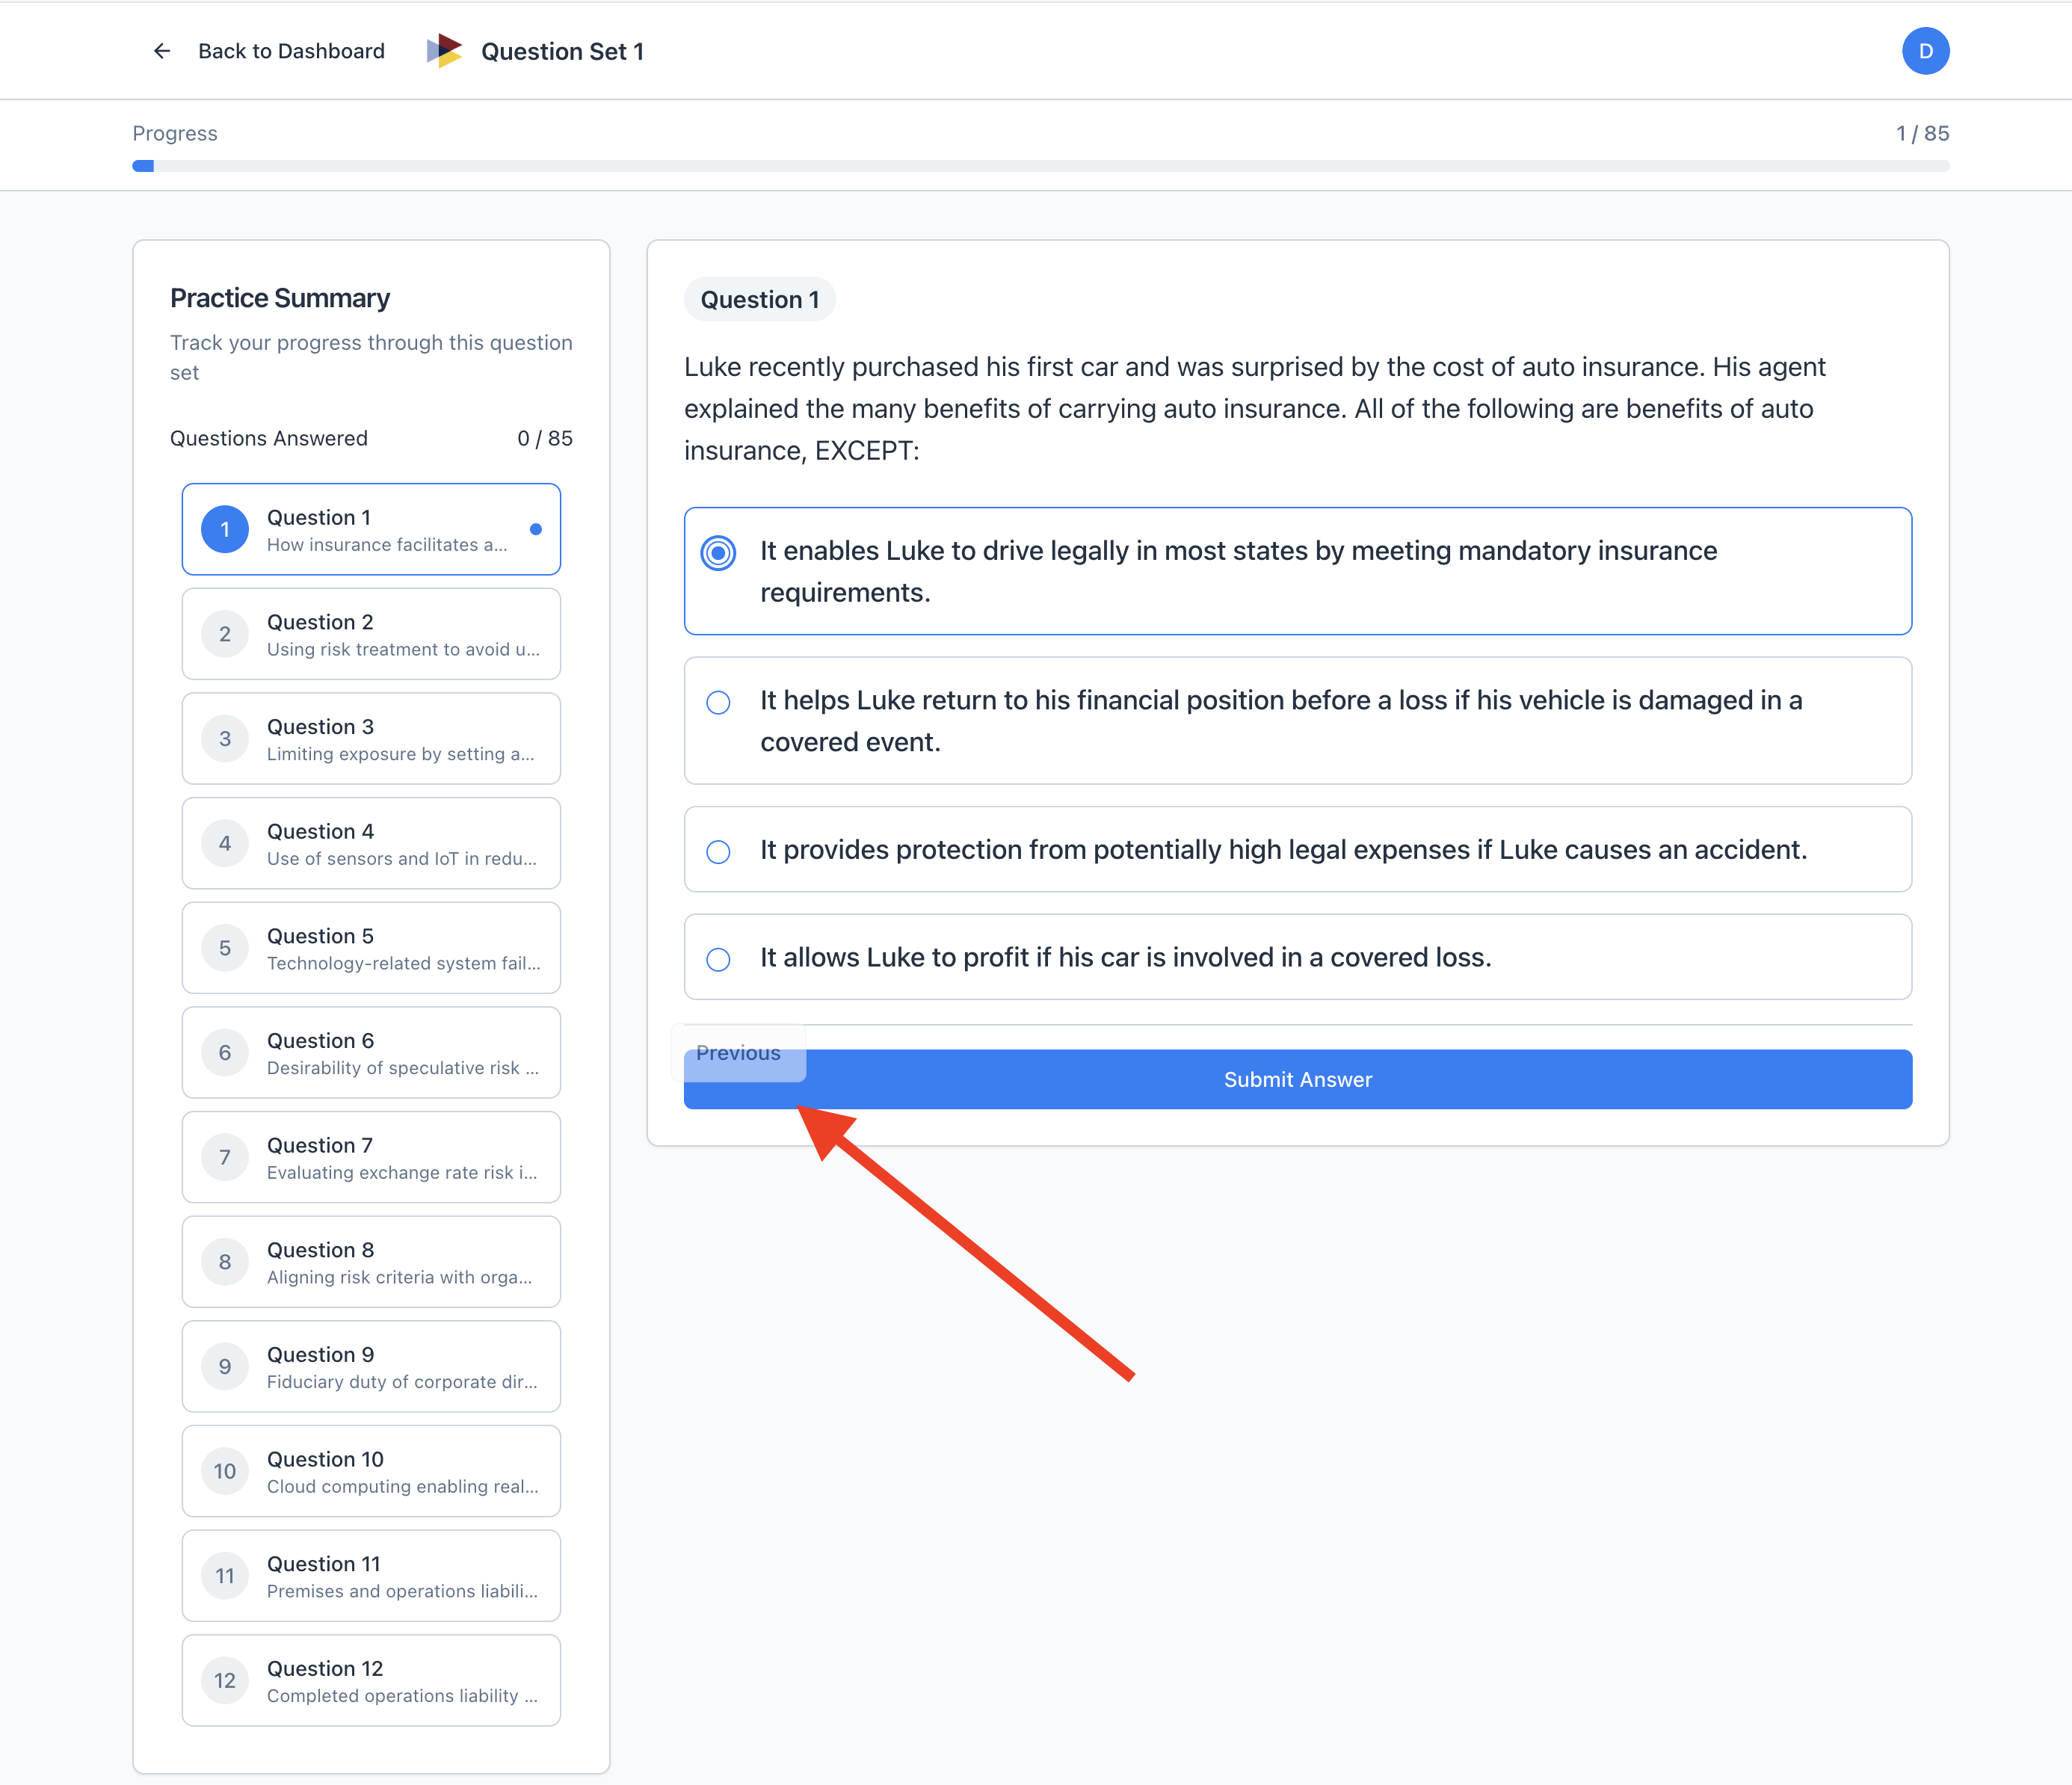 Back to Dashboard
Question Set 1
D
Progress
1 / 85
Practice Summary
Track your progress through this question
set
Questions Answered
0 / 85
1
Question 1
How insurance facilitates a...
2
Question 2
Using risk treatment to avoid u...
3
Question 3
Limiting exposure by setting a...
4
Question 4
Use of sensors and IoT in redu...
5
Question 5
Technology-related system fail...
6
Question 6
Desirability of speculative risk ...
7
Question 7
Evaluating exchange rate risk i...
8
Question 8
Aligning risk criteria with orga...
9
Question 9
Fiduciary duty of corporate dir...
10
Question 10
Cloud computing enabling real...
11
Question 11
Premises and operations liabili...
12
Question 12
Completed operations liability ...
Question 1
Luke recently purchased his first car and was surprised by the cost of auto insurance. His agent
explained the many benefits of carrying auto insurance. All of the following are benefits of auto
insurance, EXCEPT:
It enables Luke to drive legally in most states by meeting mandatory insurance
requirements.
It helps Luke return to his financial position before a loss if his vehicle is damaged in a
covered event.
It provides protection from potentially high legal expenses if Luke causes an accident.
It allows Luke to profit if his car is involved in a covered loss.
Previous
Submit Answer